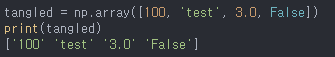 tangled = np.array([100, 'test', 3.0, False])
print(tangled)
['100' 'test' '3.0' 'False']